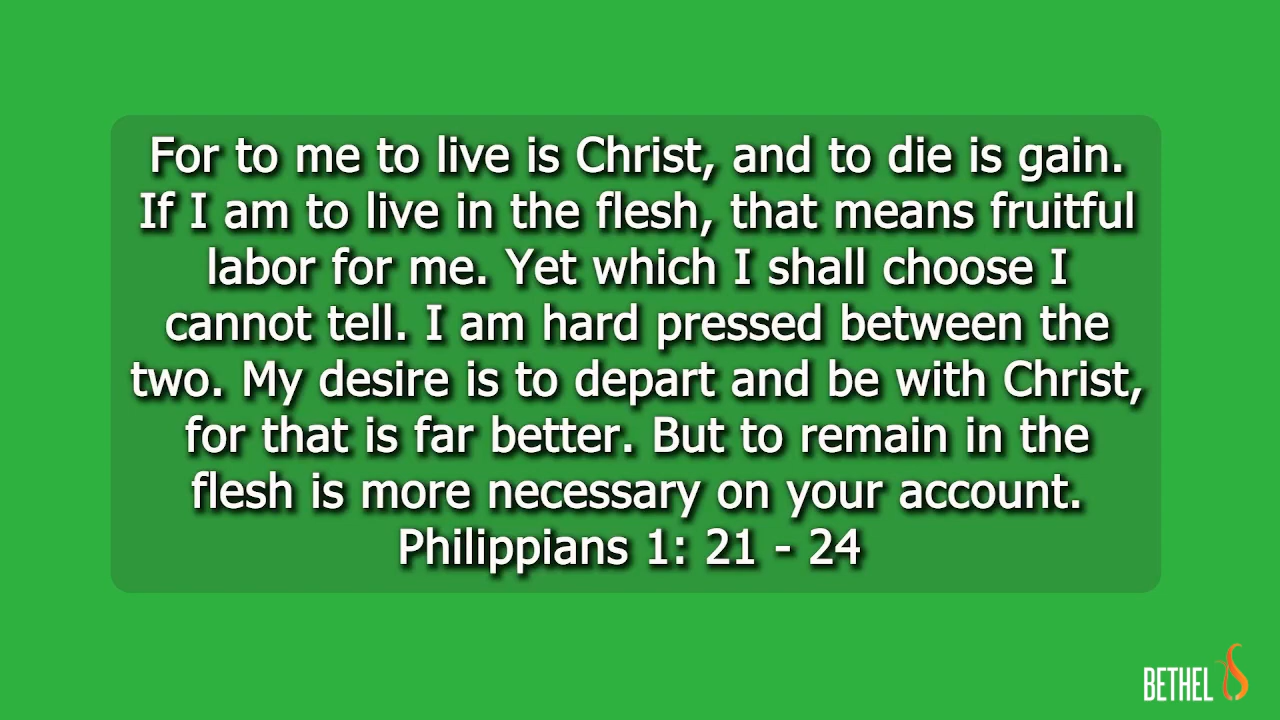 For to me to live is Christ, and to die is gain.
If I am to live in the flesh, that means fruitful
labor for me. Yet which I shall choose I
cannot tell. I am hard pressed between the
two. My desire is to depart and be with Christ,
for that is far better. But to remain in the
flesh is more necessary on your account.
Philippians 1: 21 - 24
BETHEL